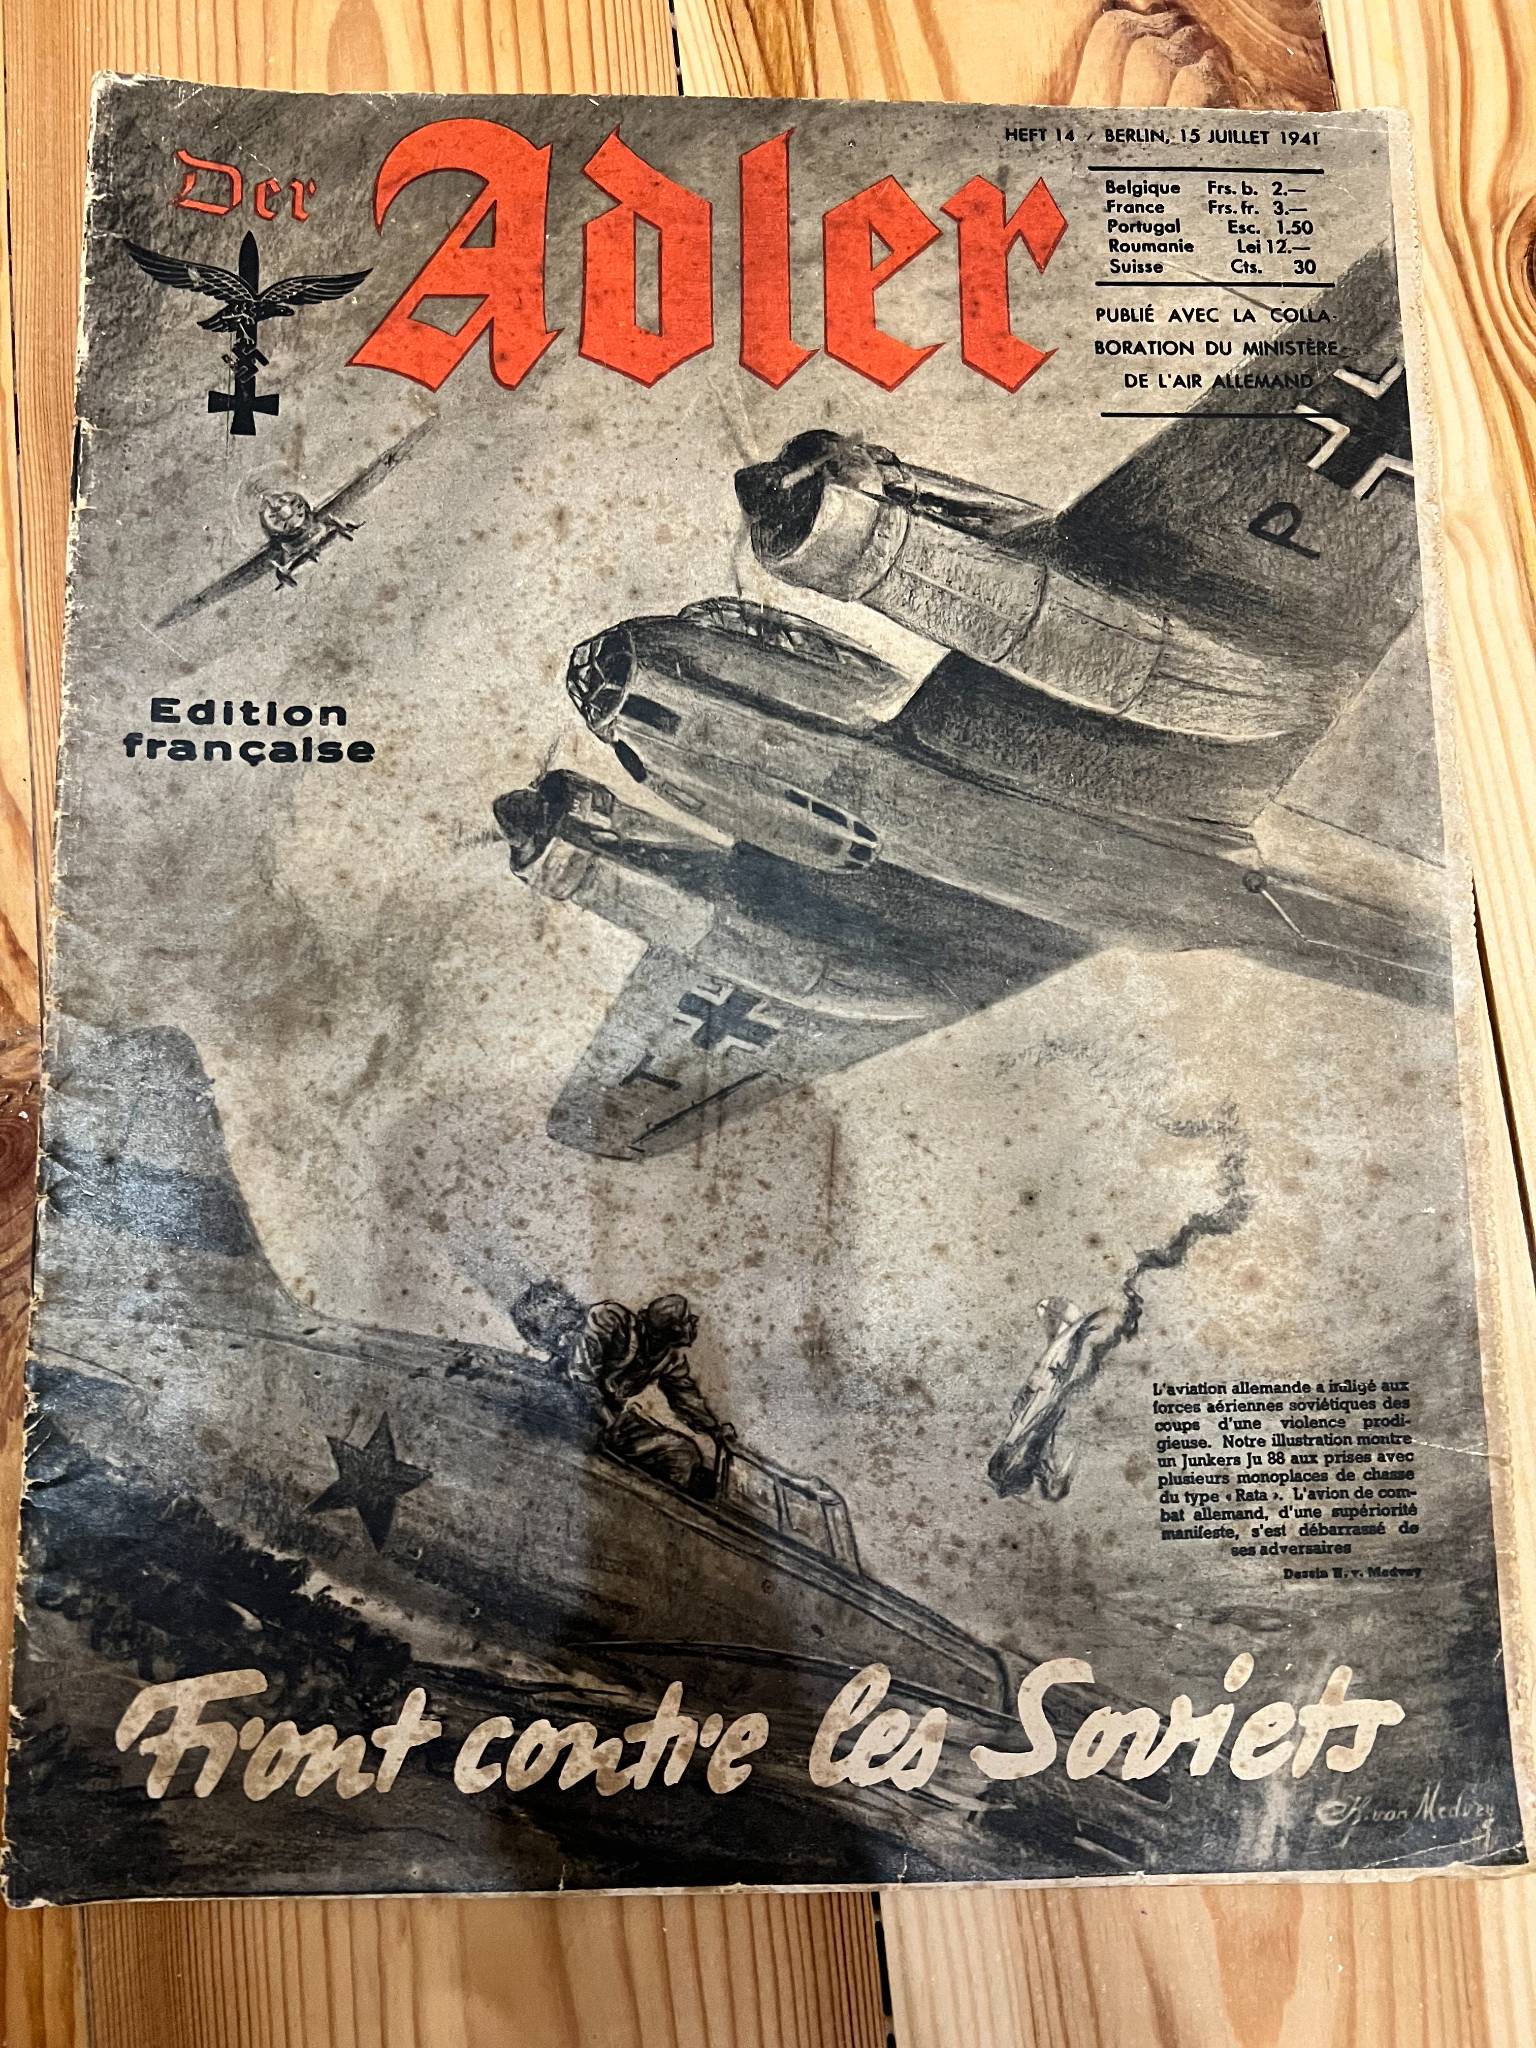 Der Adler
HEFT 14 / BERLIN, 15 JUILLET 1941
Belgique Frs. b. 2.—
France Frs. fr. 3.—
Portugal Esc. 1.50
Roumanie Lei 12.—
Suisse Cts. 30
PUBLIÉ AVEC LA COLLA-
BORATION DU MINISTÈRE
DE L'AIR ALLEMAND
P
Edition
française
T
L'aviation allemande a infligé aux
forces aériennes soviétiques des
coups d'une violence prodi-
gieuse. Notre illustration montre
un Junkers Ju 88 aux prises avec
plusieurs monoplaces de chasse
du type « Rata ». L'avion de com-
bat allemand, d'une supériorité
manifeste, s'est débarrassé de
ses adversaires
Dessin H. v. Medvey
Front contre les Soviets
H. von Medvey